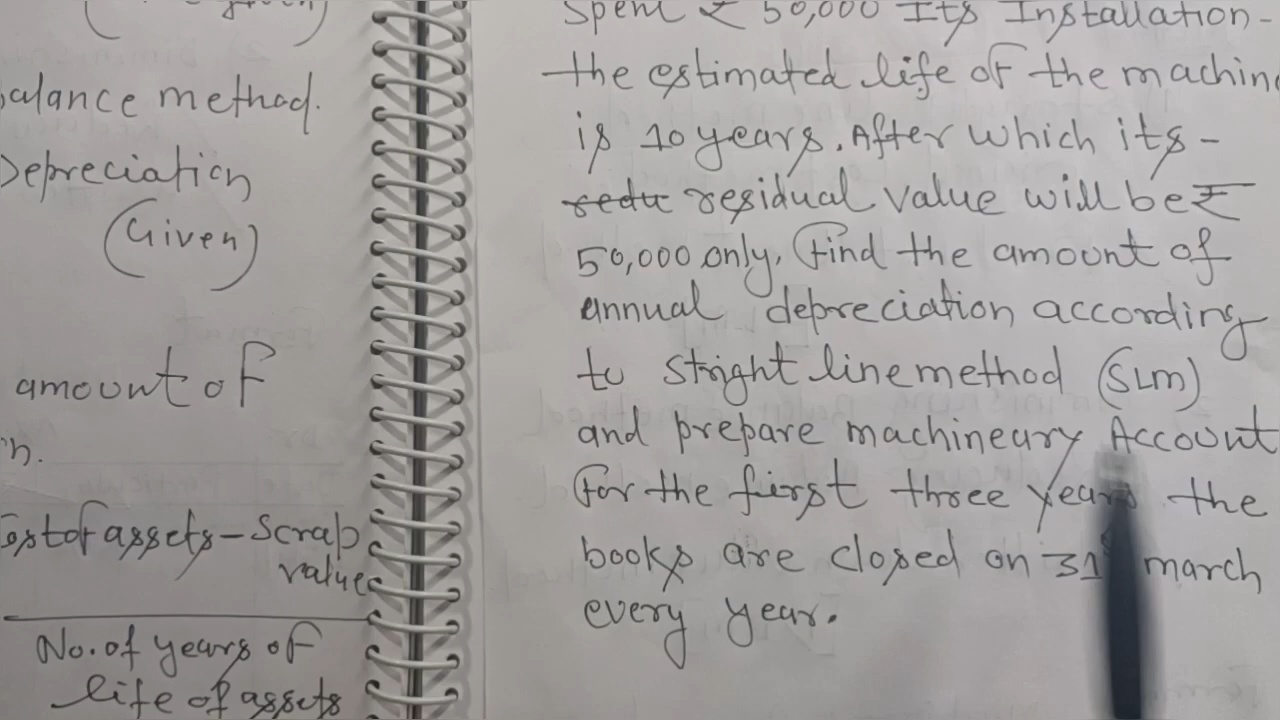 balance method.
Depreciation
(Given)
amount of
n.
Cost of assets - Scrap
value
No. of years of
life of assets
Spent ₹ 50,000 Its Installation -
the estimated life of the machine
is 10 years. After which its -
residual value will be ₹
50,000 only. Find the amount of
annual depreciation according
to stright line method (SLM)
and prepare machineary Account
For the first three years the
books are closed on 31st march
every year.